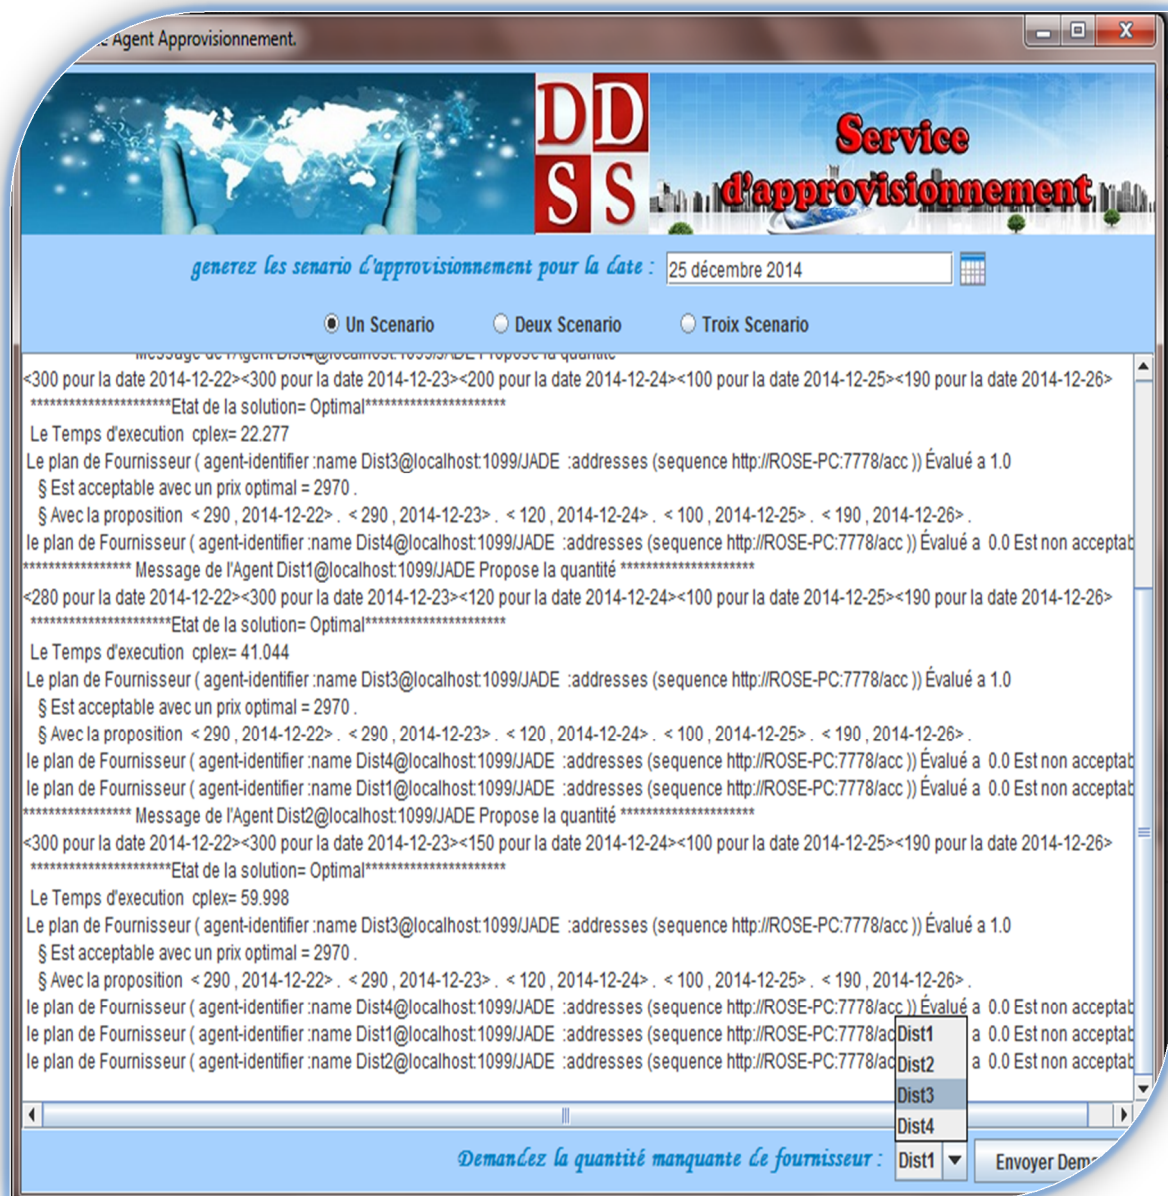 Agent Approvisionnement.
DD
SS
Service
d'approvisionnement
generez les senario d'approvisionnement pour la date : 25 décembre 2014
Un Scenario Deux Scenario Troix Scenario
Message de l'Agent Dist4@localhost:1099/JADE Propose la quantité
<300 pour la date 2014-12-22><300 pour la date 2014-12-23><200 pour la date 2014-12-24><100 pour la date 2014-12-25><190 pour la date 2014-12-26>
**********************Etat de la solution= Optimal**********************
Le Temps d'execution cplex= 22.277
Le plan de Fournisseur ( agent-identifier :name Dist3@localhost:1099/JADE :addresses (sequence http://ROSE-PC:7778/acc )) Évalué a 1.0
§ Est acceptable avec un prix optimal = 2970 .
§ Avec la proposition < 290 , 2014-12-22> . < 290 , 2014-12-23> . < 120 , 2014-12-24> . < 100 , 2014-12-25> . < 190 , 2014-12-26> .
le plan de Fournisseur ( agent-identifier :name Dist4@localhost:1099/JADE :addresses (sequence http://ROSE-PC:7778/acc )) Évalué a 0.0 Est non acceptab
***************** Message de l'Agent Dist1@localhost:1099/JADE Propose la quantité *********************
<280 pour la date 2014-12-22><300 pour la date 2014-12-23><120 pour la date 2014-12-24><100 pour la date 2014-12-25><190 pour la date 2014-12-26>
**********************Etat de la solution= Optimal**********************
Le Temps d'execution cplex= 41.044
Le plan de Fournisseur ( agent-identifier :name Dist3@localhost:1099/JADE :addresses (sequence http://ROSE-PC:7778/acc )) Évalué a 1.0
§ Est acceptable avec un prix optimal = 2970 .
§ Avec la proposition < 290 , 2014-12-22> . < 290 , 2014-12-23> . < 120 , 2014-12-24> . < 100 , 2014-12-25> . < 190 , 2014-12-26> .
le plan de Fournisseur ( agent-identifier :name Dist4@localhost:1099/JADE :addresses (sequence http://ROSE-PC:7778/acc )) Évalué a 0.0 Est non acceptab
le plan de Fournisseur ( agent-identifier :name Dist1@localhost:1099/JADE :addresses (sequence http://ROSE-PC:7778/acc )) Évalué a 0.0 Est non acceptab
***************** Message de l'Agent Dist2@localhost:1099/JADE Propose la quantité *********************
<300 pour la date 2014-12-22><300 pour la date 2014-12-23><150 pour la date 2014-12-24><100 pour la date 2014-12-25><190 pour la date 2014-12-26>
**********************Etat de la solution= Optimal**********************
Le Temps d'execution cplex= 59.998
Le plan de Fournisseur ( agent-identifier :name Dist3@localhost:1099/JADE :addresses (sequence http://ROSE-PC:7778/acc )) Évalué a 1.0
§ Est acceptable avec un prix optimal = 2970 .
§ Avec la proposition < 290 , 2014-12-22> . < 290 , 2014-12-23> . < 120 , 2014-12-24> . < 100 , 2014-12-25> . < 190 , 2014-12-26> .
le plan de Fournisseur ( agent-identifier :name Dist4@localhost:1099/JADE :addresses (sequence http://ROSE-PC:7778/acc )) Évalué a 0.0 Est non acceptab
le plan de Fournisseur ( agent-identifier :name Dist1@localhost:1099/JADE :addresses (sequence http://ROSE-PC:7778/ac a 0.0 Est non acceptab
le plan de Fournisseur ( agent-identifier :name Dist2@localhost:1099/JADE :addresses (sequence http://ROSE-PC:7778/ac a 0.0 Est non acceptab
Dist1
Dist2
Dist3
Dist4
Demandez la quantité manquante de fournisseur : Dist1 Envoyer Dema